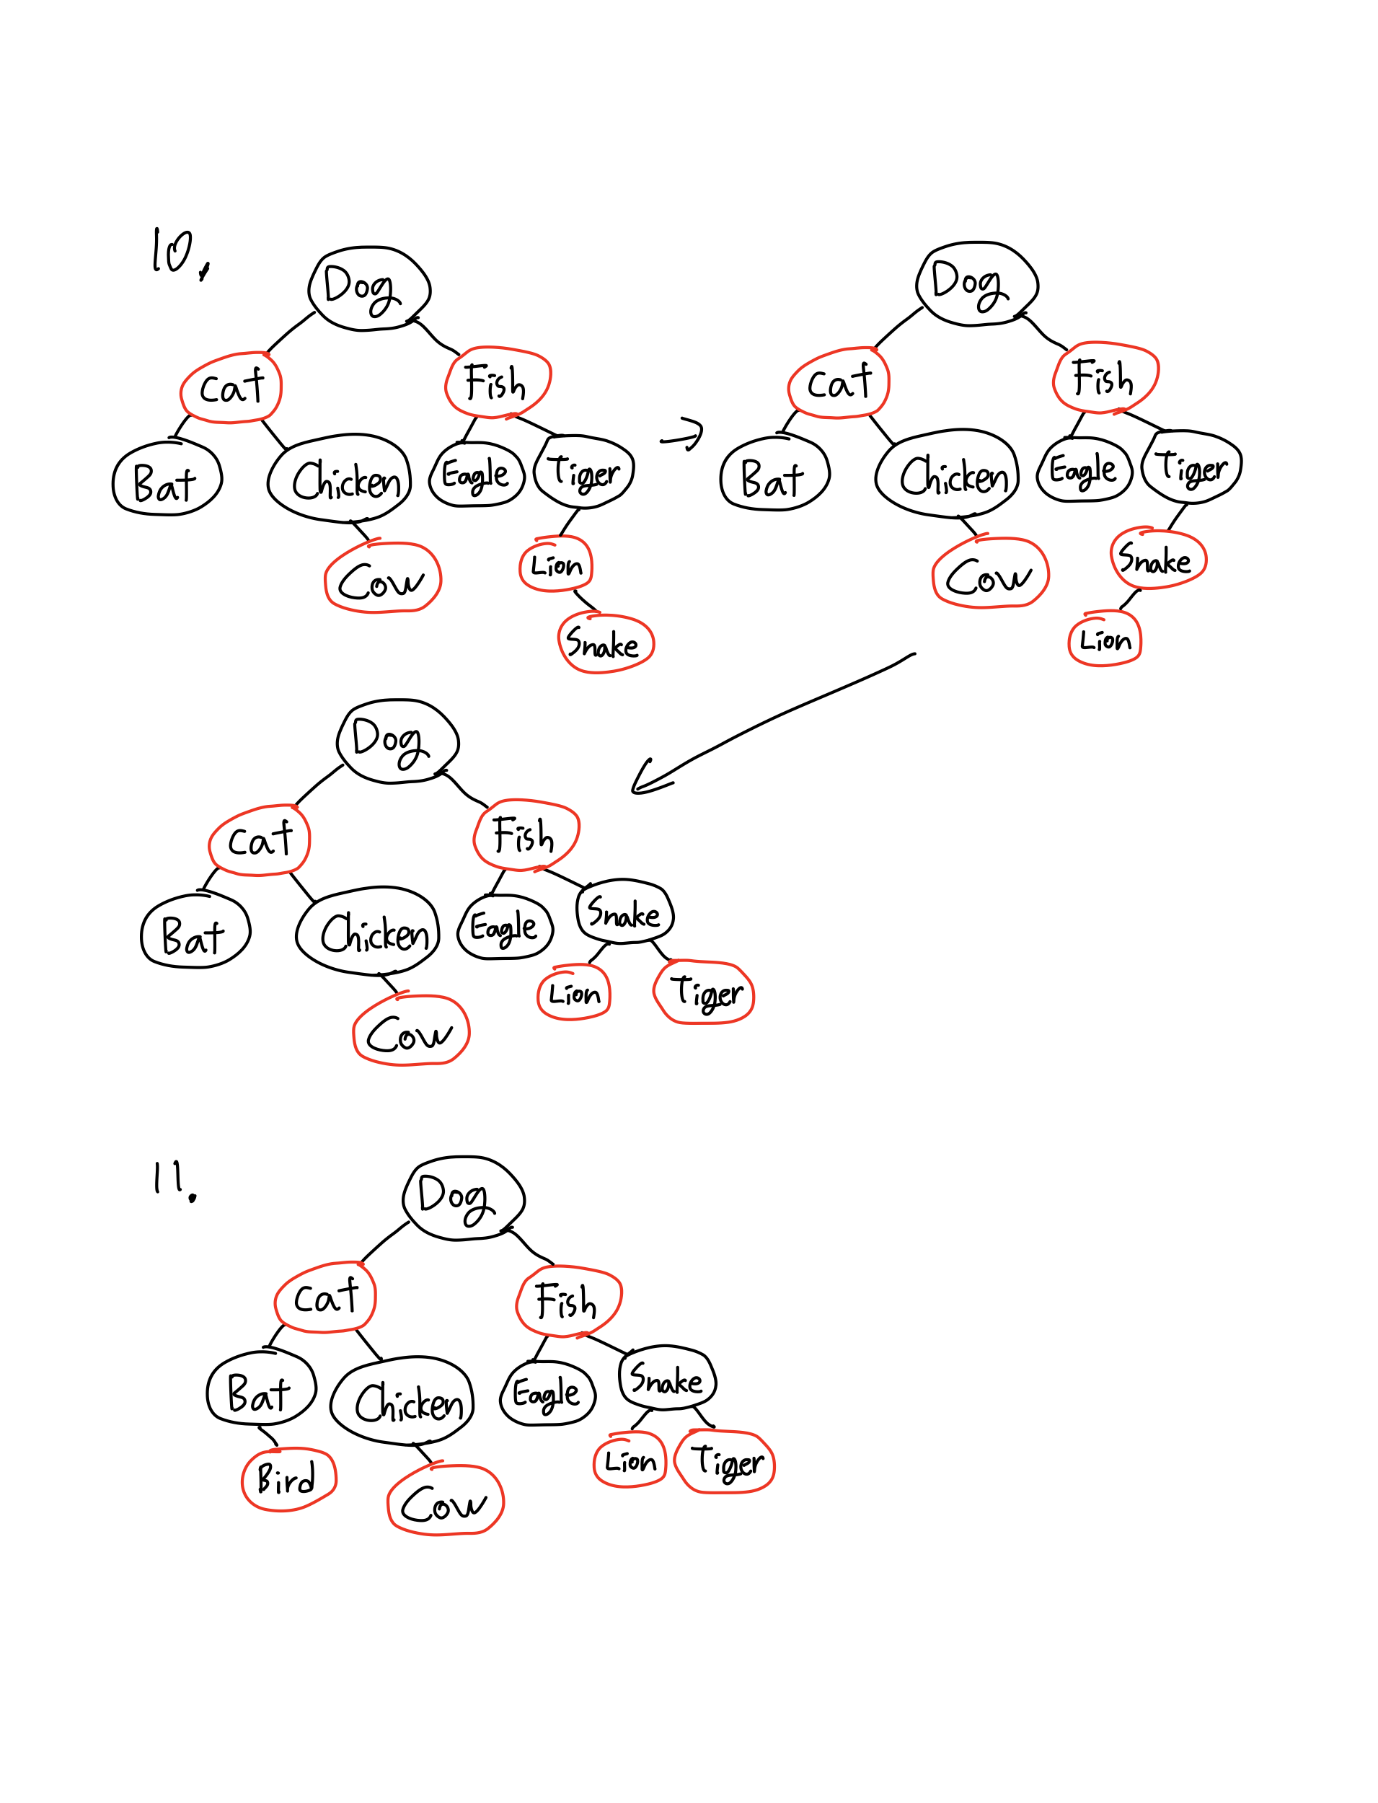 10.
Dog
Dog
Cat Fish
Cat Fish
Bat Chicken Eagle Tiger
Bat Chicken Eagle Tiger
Cow Lion
Cow Snake
Snake
Lion
Dog
Cat Fish
Bat Chicken Eagle Snake
Cow Lion Tiger
11.
Dog
Cat Fish
Bat Chicken Eagle Snake
Bird Cow Lion Tiger